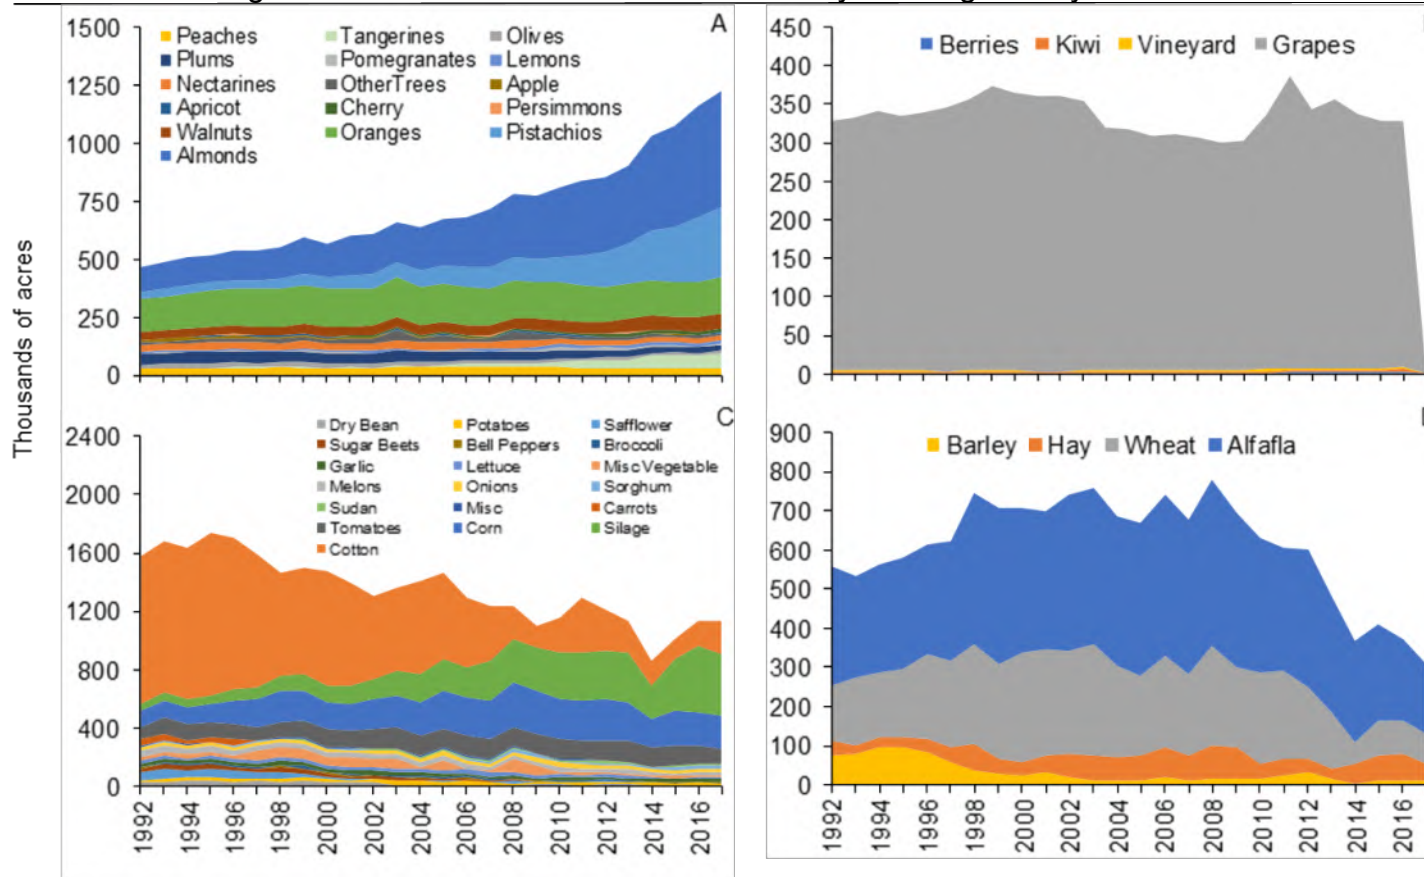 Thousands of acres
A
1500
1250
1000
750
500
250
0
Peaches Tangerines Olives
Plums Pomegranates Lemons
Nectarines OtherTrees Apple
Apricot Cherry Persimmons
Walnuts Oranges Pistachios
Almonds
450
400
350
300
250
200
150
100
50
0
Berries Kiwi Vineyard Grapes
C
2400
2000
1600
1200
800
400
0
Dry Bean Potatoes Safflower
Sugar Beets Bell Peppers Broccoli
Garlic Lettuce Misc Vegetable
Melons Onions Sorghum
Sudan Misc Carrots
Tomatoes Corn Silage
Cotton
1992 1994 1996 1998 2000 2002 2004 2006 2008 2010 2012 2014 2016
900
800
700
600
500
400
300
200
100
0
Barley Hay Wheat Alfafla
1992 1994 1996 1998 2000 2002 2004 2006 2008 2010 2012 2014 2016